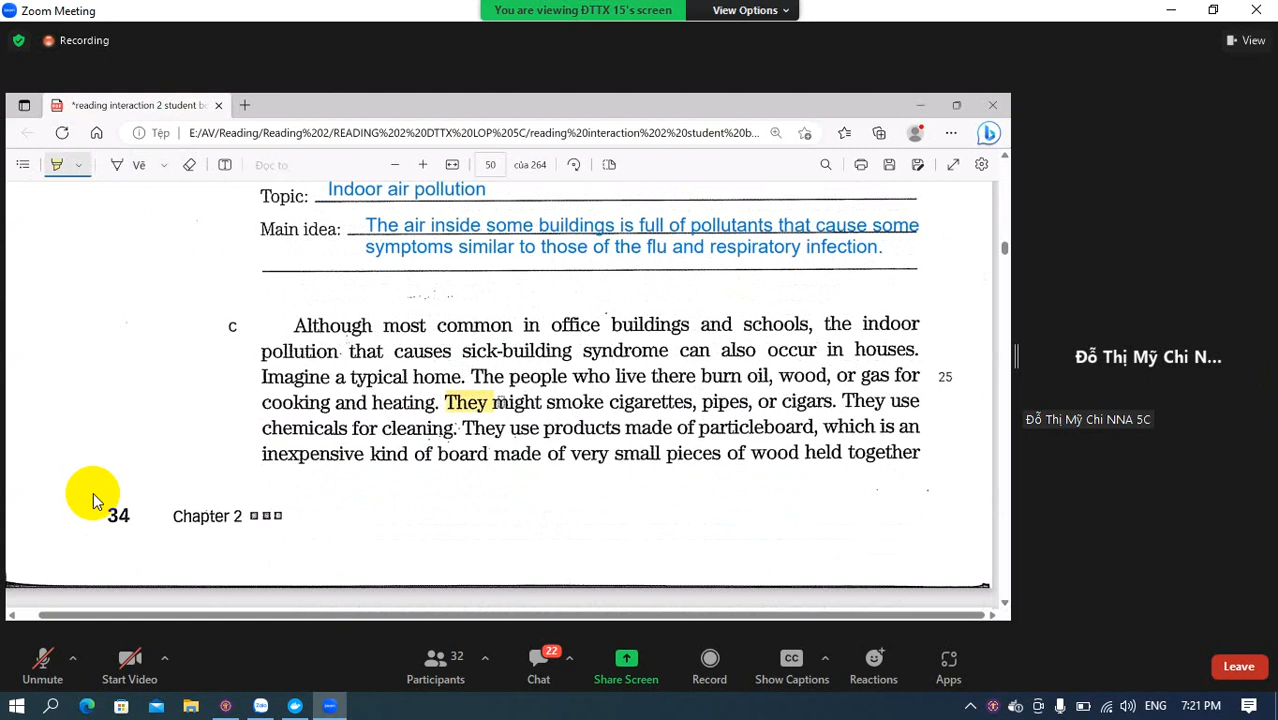 Zoom Meeting
You are viewing ĐTTX 15's screen
View Options
Recording
View
*reading interaction 2 student bo
Tệp
E:/AV/Reading/Reading%202/READING%202%20DTTX%20LOP%205C/reading%20interaction%202%20student%20b...
Vẽ
Đọc to
50
của 264
Topic: Indoor air pollution
Main idea: The air inside some buildings is full of pollutants that cause some
symptoms similar to those of the flu and respiratory infection.
C Although most common in office buildings and schools, the indoor
pollution that causes sick-building syndrome can also occur in houses.
Imagine a typical home. The people who live there burn oil, wood, or gas for 25
cooking and heating. They might smoke cigarettes, pipes, or cigars. They use
chemicals for cleaning. They use products made of particleboard, which is an
inexpensive kind of board made of very small pieces of wood held together
34 Chapter 2
Đỗ Thị Mỹ Chi N...
Đỗ Thị Mỹ Chi NNA 5C
Unmute
Start Video
32
Participants
22
Chat
Share Screen
Record
CC
Show Captions
Reactions
Apps
Leave
ENG
7:21 PM